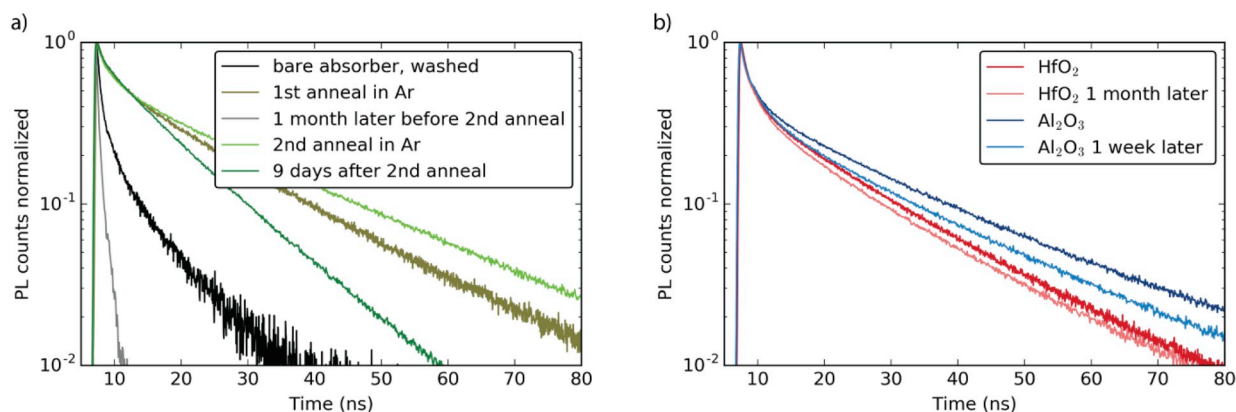 a)
PL counts normalized
10⁰
10⁻¹
10⁻²
bare absorber, washed
1st anneal in Ar
1 month later before 2nd anneal
2nd anneal in Ar
9 days after 2nd anneal
10 20 30 40 50 60 70 80
Time (ns)
b)
PL counts normalized
10⁰
10⁻¹
10⁻²
HfO₂
HfO₂ 1 month later
Al₂O₃
Al₂O₃ 1 week later
10 20 30 40 50 60 70 80
Time (ns)